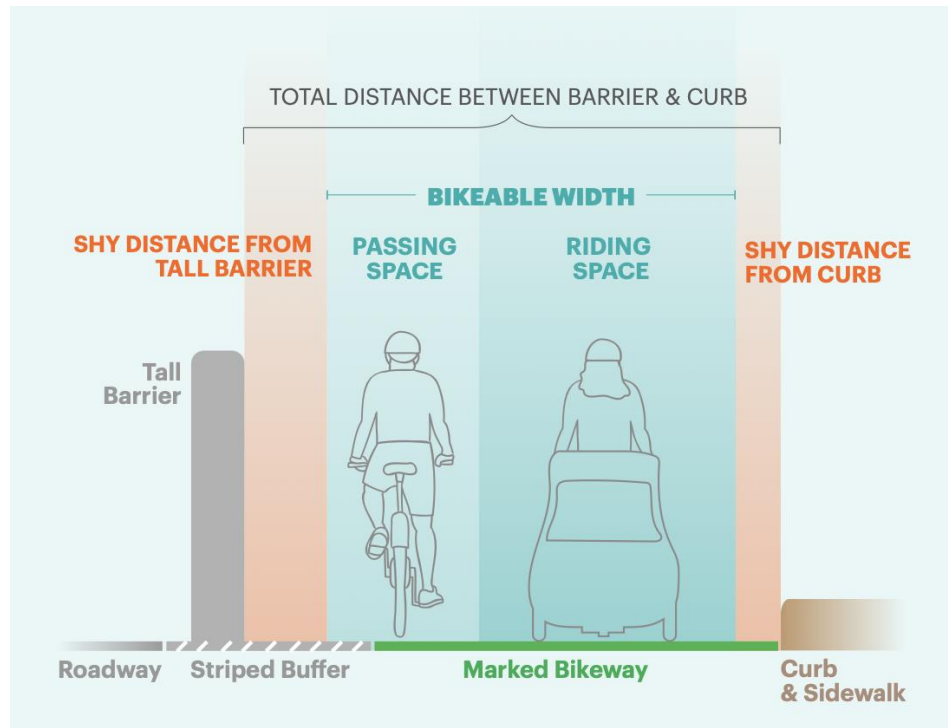 TOTAL DISTANCE BETWEEN BARRIER & CURB
BIKEABLE WIDTH
SHY DISTANCE FROM
TALL BARRIER
PASSING
SPACE
RIDING
SPACE
SHY DISTANCE
FROM CURB
Tall
Barrier
Roadway
Striped Buffer
Marked Bikeway
Curb
& Sidewalk